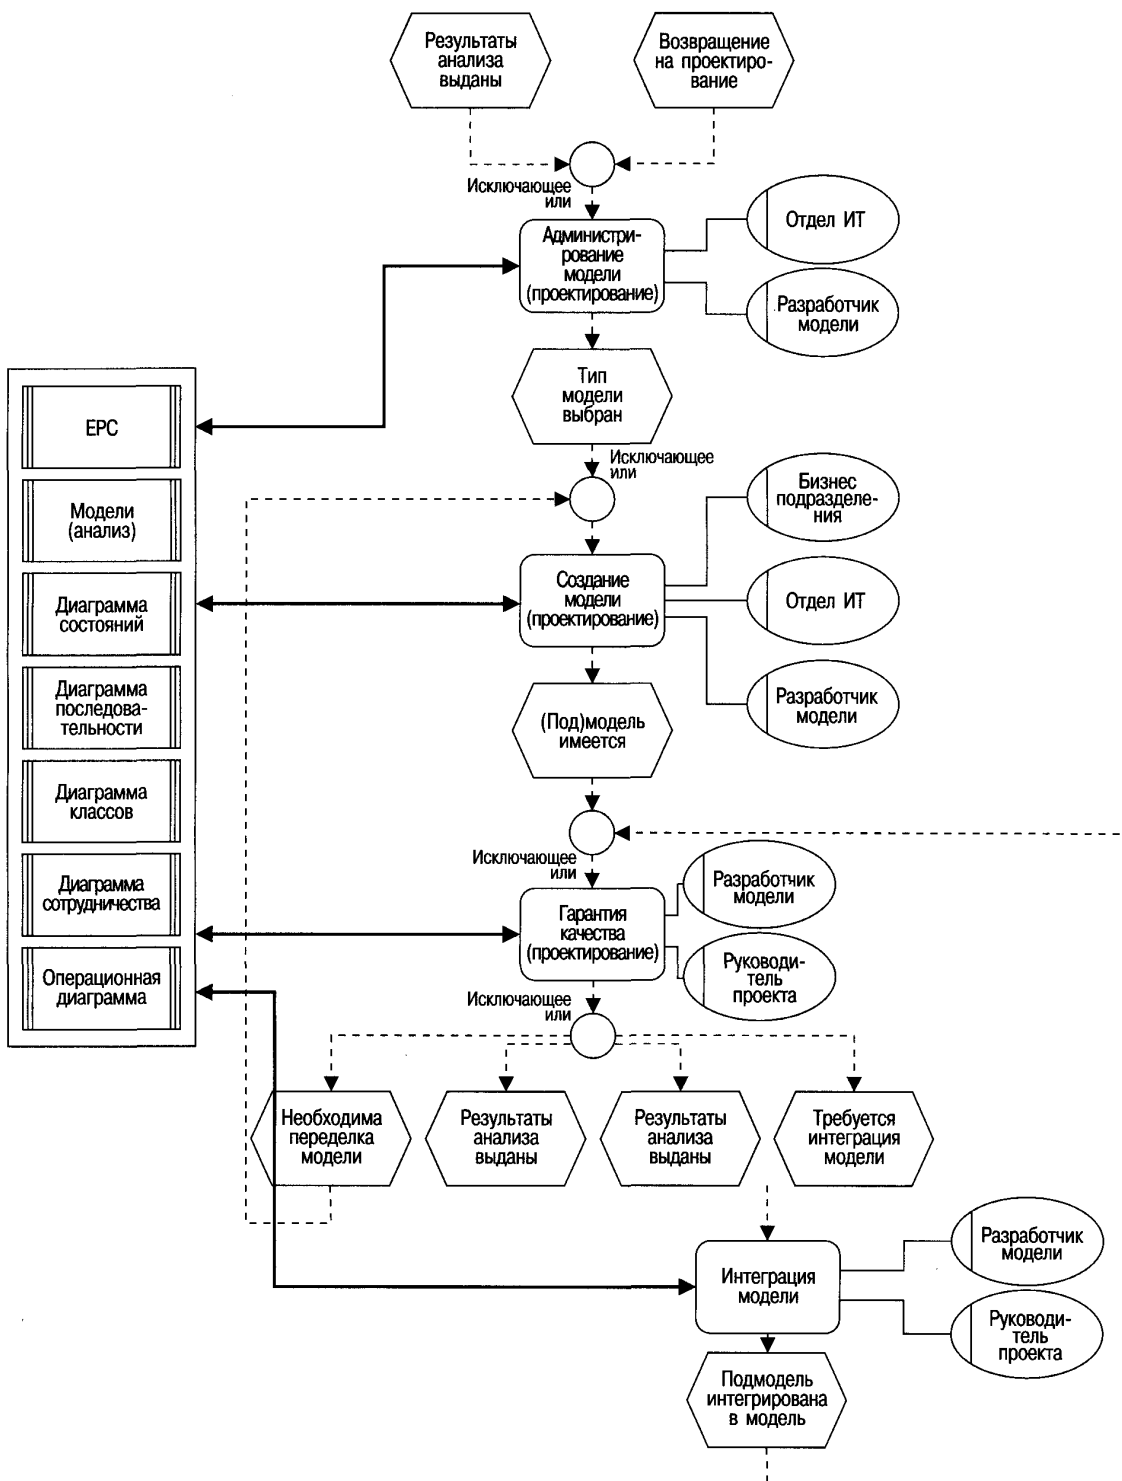 Результаты
анализа
выданы
Возвращение
на проектиро-
вание
Исключающее
или
Администри-
рование
модели
(проектирование)
Отдел ИТ
Разработчик
модели
Тип
модели
выбран
EPC
Модели
(анализ)
Диаграмма
состояний
Диаграмма
последова-
тельности
Диаграмма
классов
Диаграмма
сотрудничества
Операционная
диаграмма
Исключающее
или
Бизнес
подразделе-
ния
Создание
модели
(проектирование)
Отдел ИТ
Разработчик
модели
(Под)модель
имеется
Исключающее
или
Гарантия
качества
(проектирование)
Разработчик
модели
Руководи-
тель
проекта
Исключающее
или
Необходима
переделка
модели
Результаты
анализа
выданы
Результаты
анализа
выданы
Требуется
интеграция
модели
Интеграция
модели
Разработчик
модели
Руководи-
тель
проекта
Подмодель
интегрирована
в модель